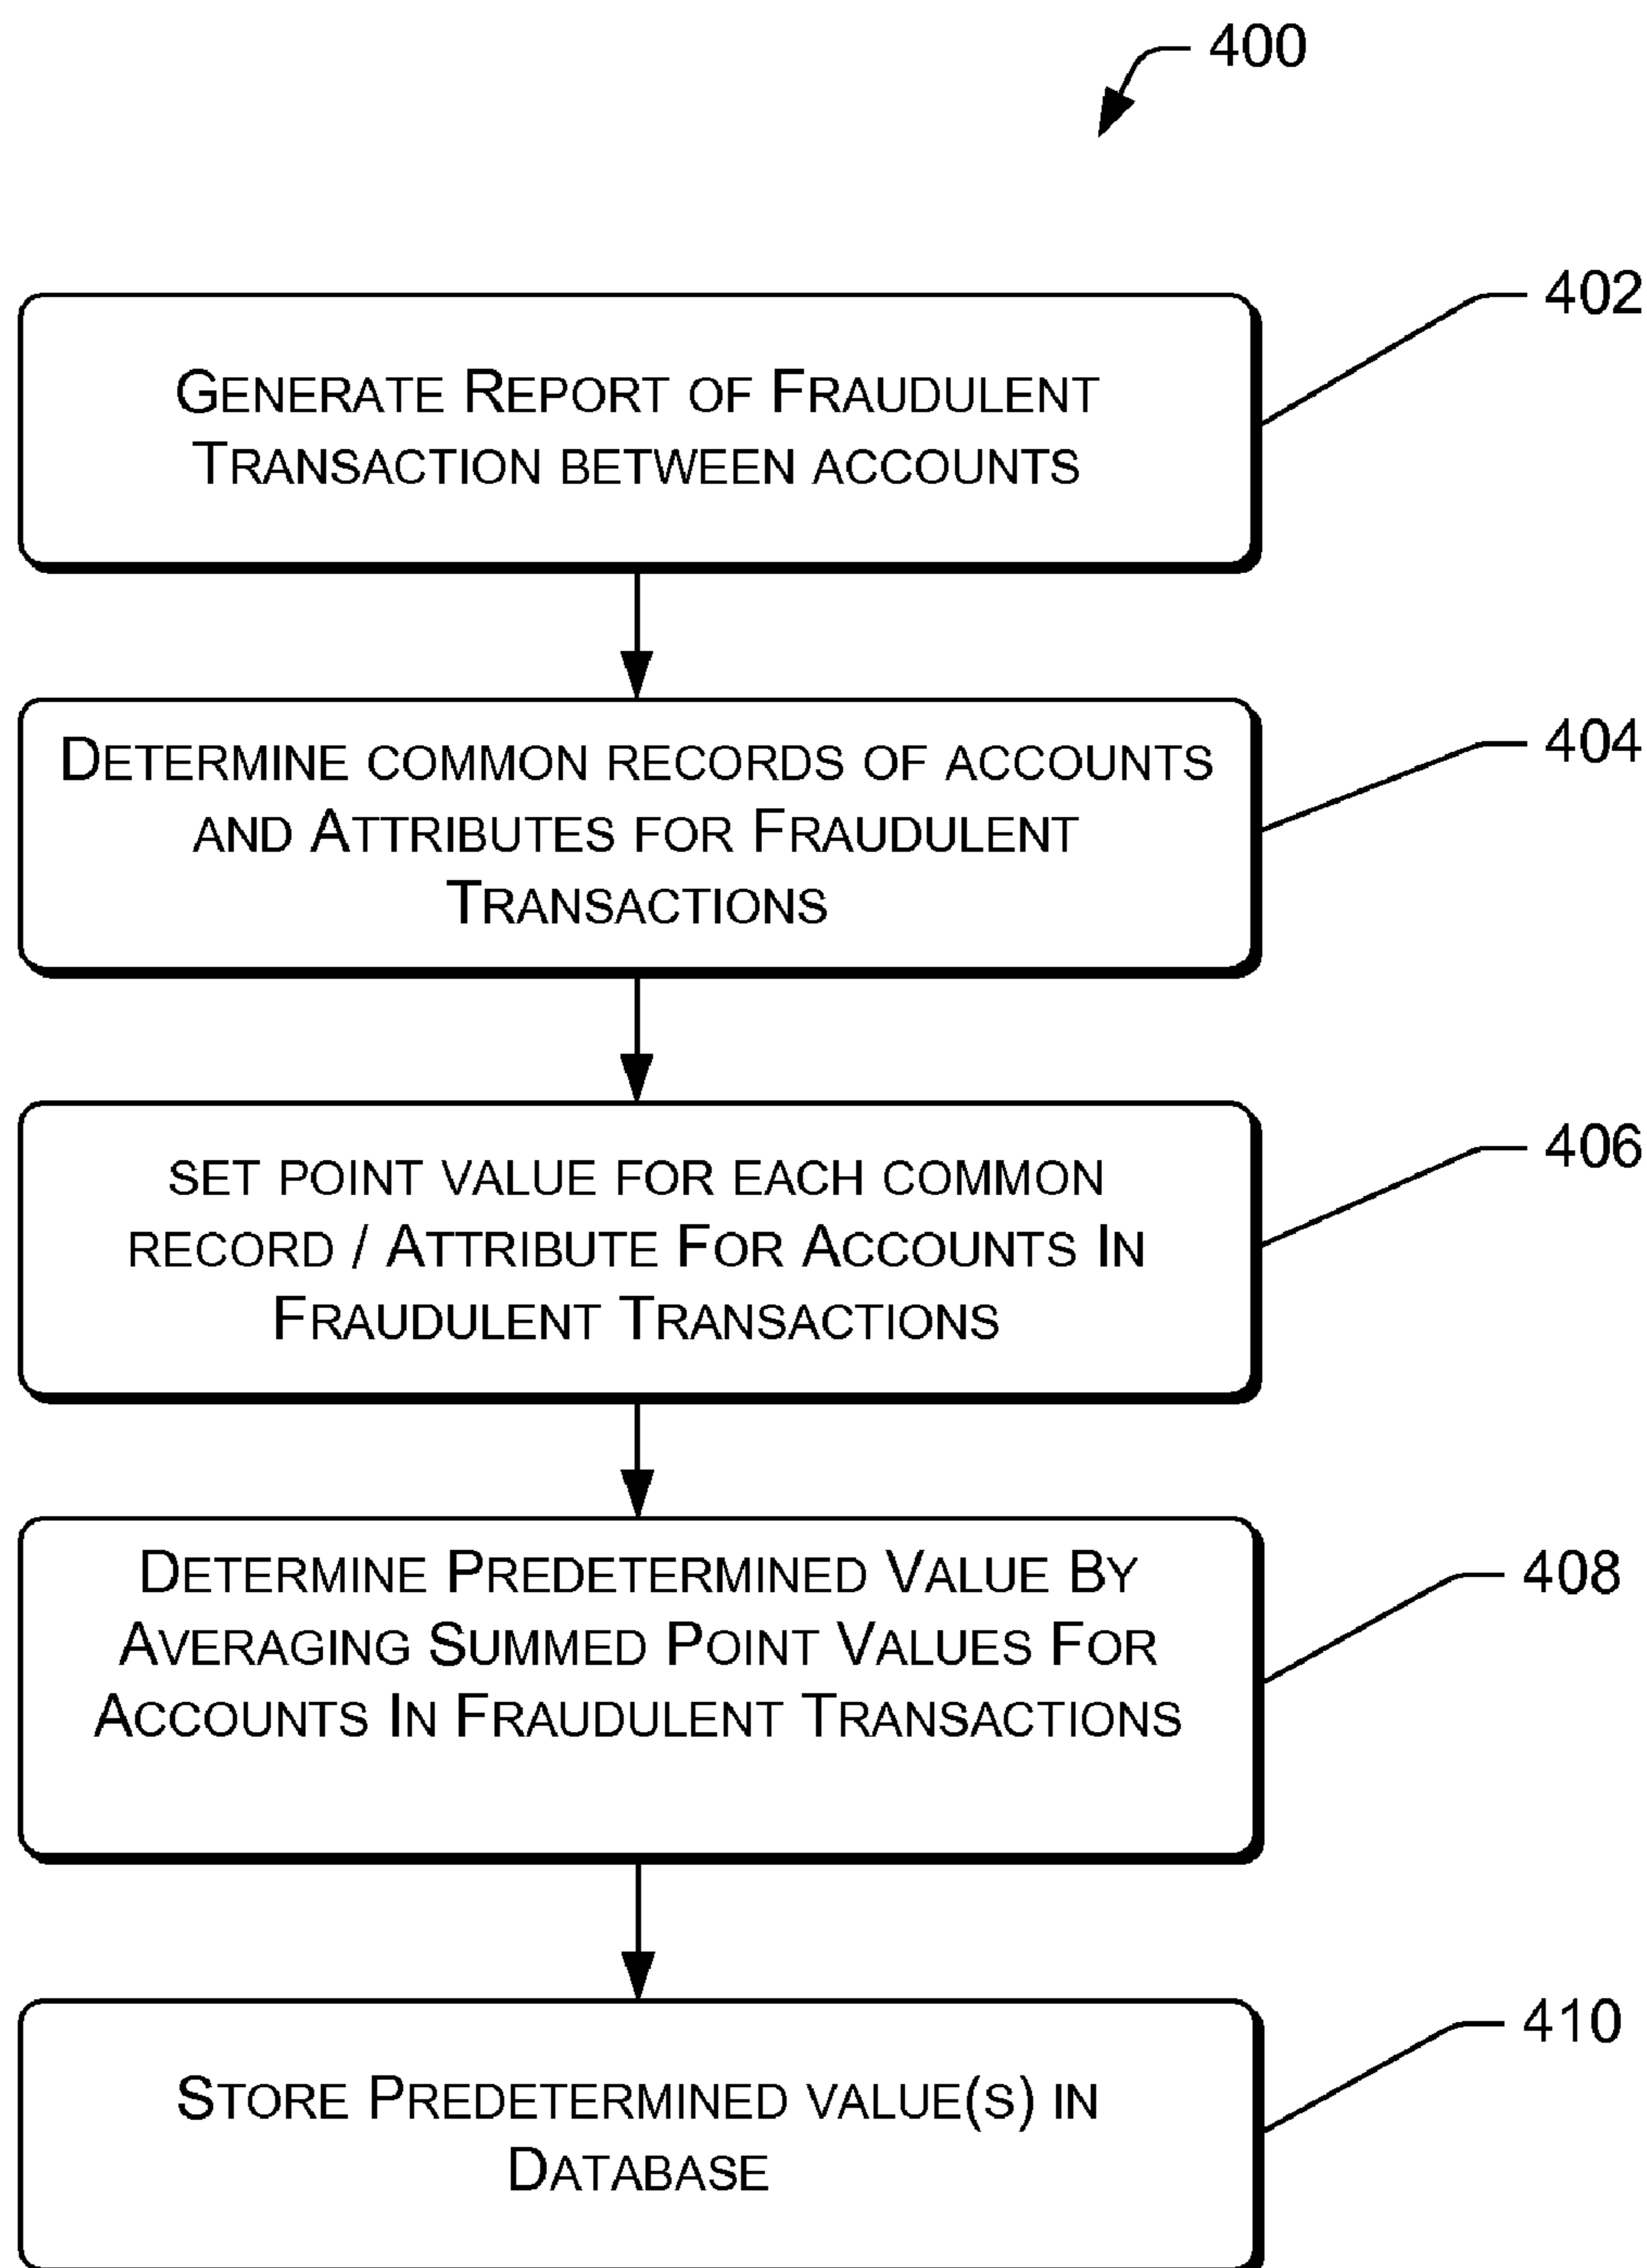 400
402
GENERATE REPORT OF FRAUDULENT
TRANSACTION BETWEEN ACCOUNTS
404
DETERMINE COMMON RECORDS OF ACCOUNTS
AND ATTRIBUTES FOR FRAUDULENT
TRANSACTIONS
406
SET POINT VALUE FOR EACH COMMON
RECORD / ATTRIBUTE FOR ACCOUNTS IN
FRAUDULENT TRANSACTIONS
408
DETERMINE PREDETERMINED VALUE BY
AVERAGING SUMMED POINT VALUES FOR
ACCOUNTS IN FRAUDULENT TRANSACTIONS
410
STORE PREDETERMINED VALUE(S) IN
DATABASE